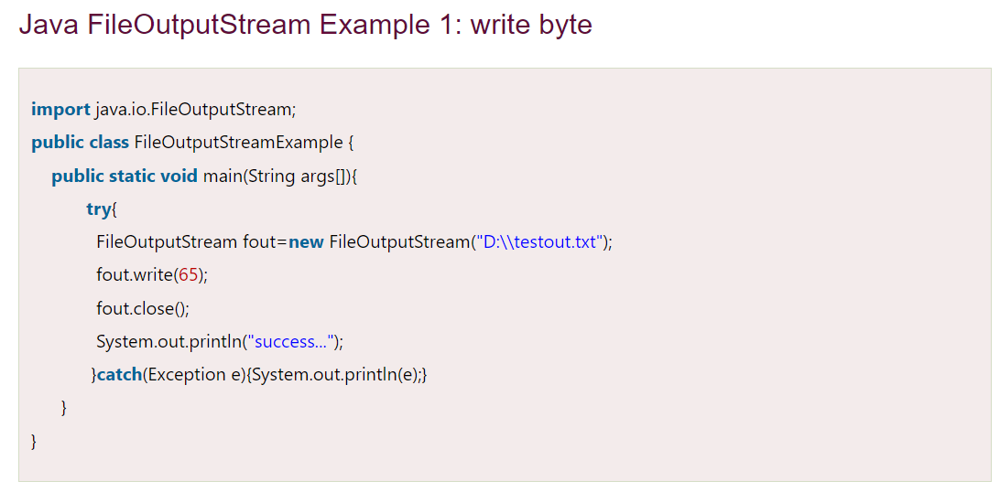 Java FileOutputStream Example 1: write byte
import java.io.FileOutputStream;
public class FileOutputStreamExample {
public static void main(String args[]){
try{
FileOutputStream fout=new FileOutputStream("D:\\testout.txt");
fout.write(65);
fout.close();
System.out.println("success...");
}catch(Exception e){System.out.println(e);}
}
}